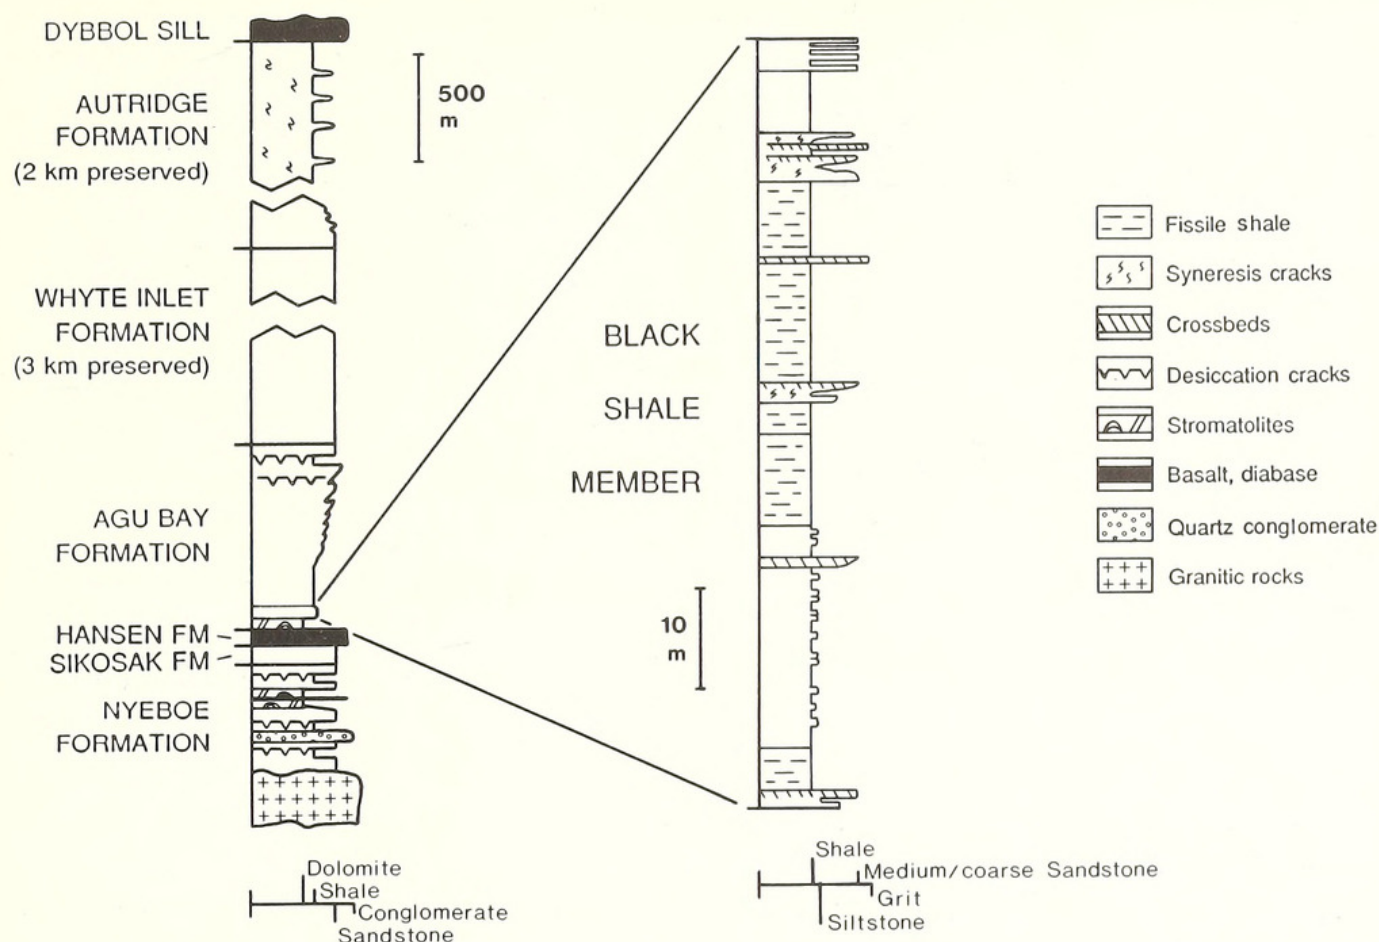 DYBBOL SILL
AUTRIDGE
FORMATION
(2 km preserved)
WHYTE INLET
FORMATION
(3 km preserved)
AGU BAY
FORMATION
HANSEN FM
SIKOSAK FM
NYEBOE
FORMATION
500
m
Dolomite
Shale
Conglomerate
Sandstone
BLACK
SHALE
MEMBER
10
m
Shale
Medium/coarse Sandstone
Grit
Siltstone
Fissile shale
Syneresis cracks
Crossbeds
Desiccation cracks
Stromatolites
Basalt, diabase
Quartz conglomerate
Granitic rocks